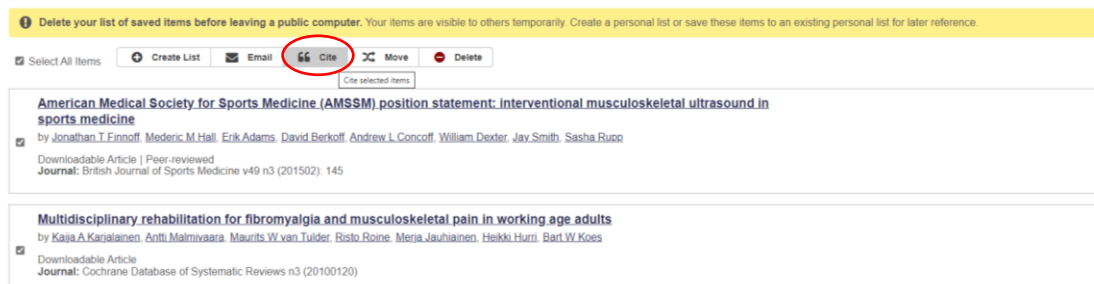 Delete your list of saved items before leaving a public computer. Your items are visible to others temporarily. Create a personal list or save these items to an existing personal list for later reference.
Select All Items Create List Email Cite Move Delete
Cite selected items
American Medical Society for Sports Medicine (AMSSM) position statement: interventional musculoskeletal ultrasound in
sports medicine
by Jonathan T Finnoff, Mederic M Hall, Erik Adams, David Berkoff, Andrew L Concoff, William Dexter, Jay Smith, Sasha Rupp
Downloadable Article | Peer-reviewed
Journal: British Journal of Sports Medicine v49 n3 (201502): 145
Multidisciplinary rehabilitation for fibromyalgia and musculoskeletal pain in working age adults
by Kaija A Karjalainen, Antti Malmivaara, Maurits W van Tulder, Risto Roine, Merja Jauhiainen, Heikki Hurri, Bart W Koes
Downloadable Article
Journal: Cochrane Database of Systematic Reviews n3 (20100120)